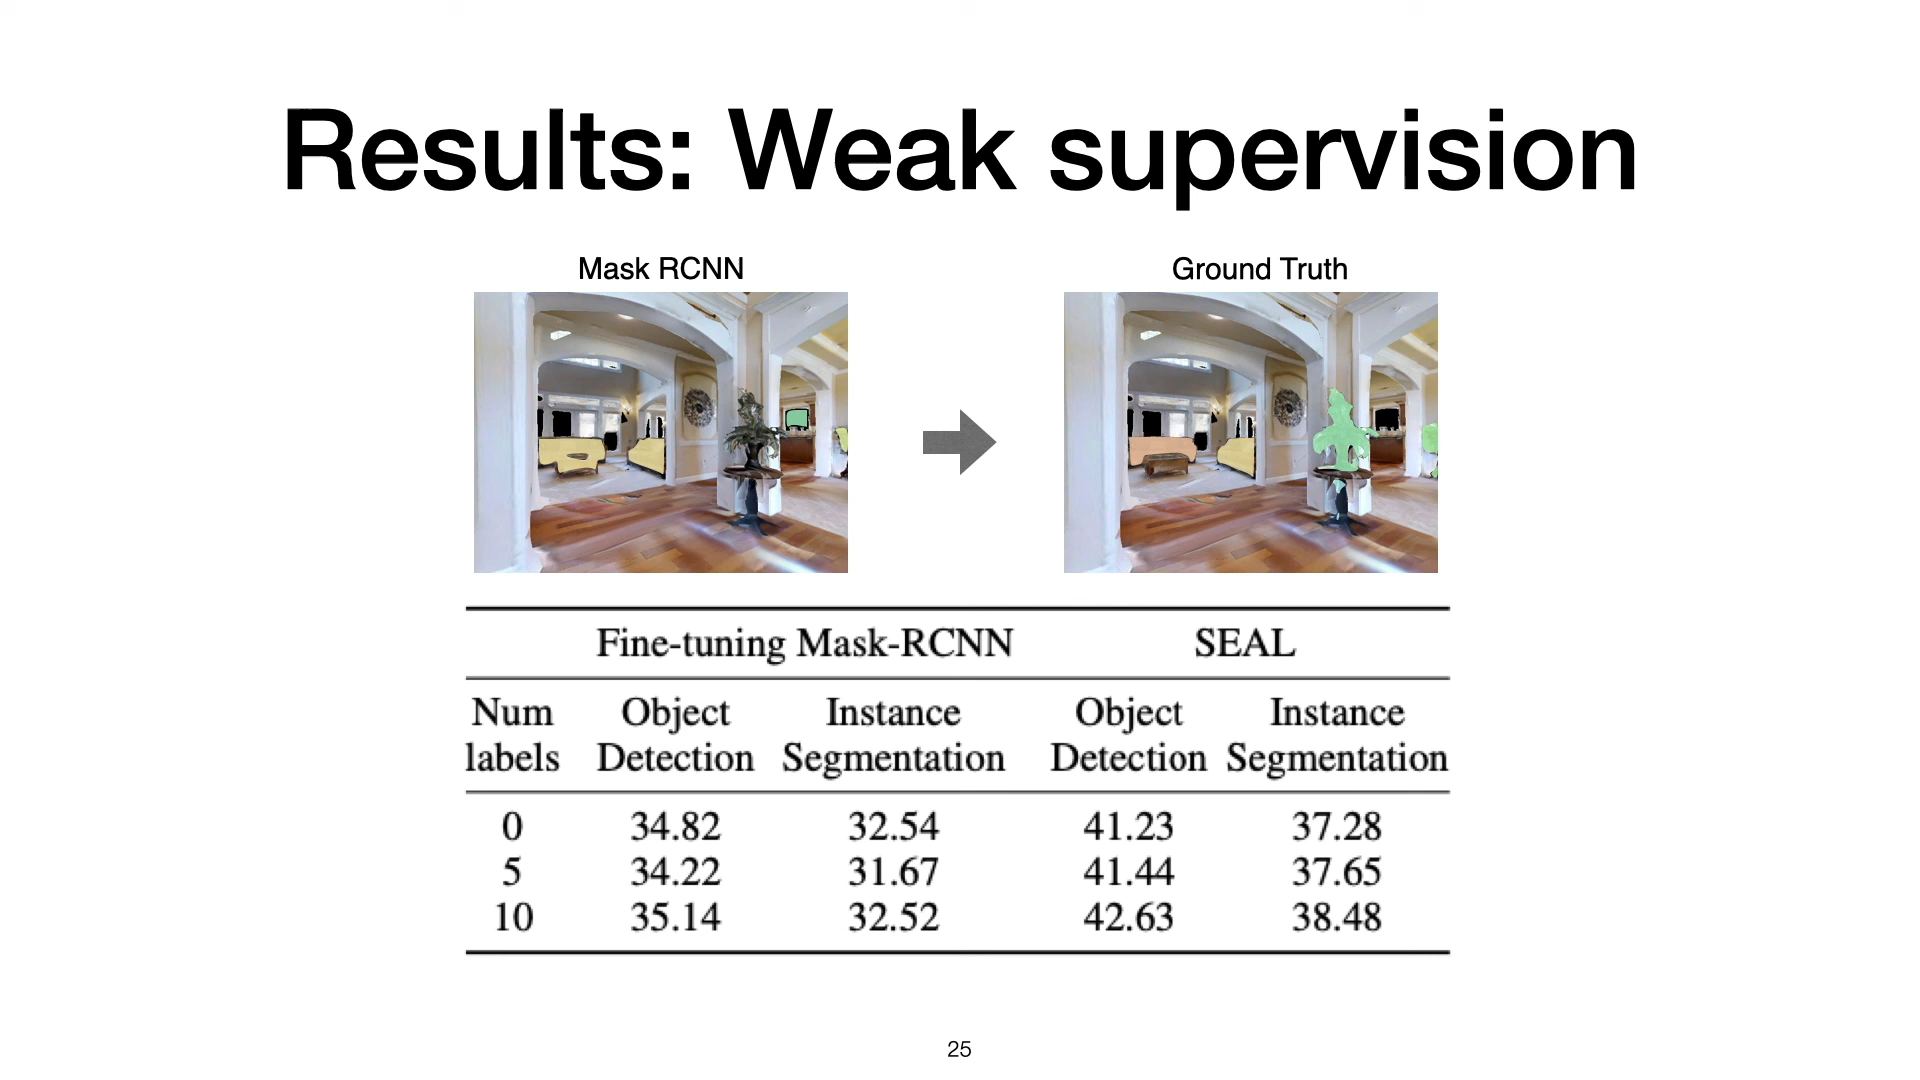 Results: Weak supervision
Mask RCNN
Ground Truth
Fine-tuning Mask-RCNN SEAL
Num Object Instance Object Instance
labels Detection Segmentation Detection Segmentation
0 34.82 32.54 41.23 37.28
5 34.22 31.67 41.44 37.65
10 35.14 32.52 42.63 38.48
25